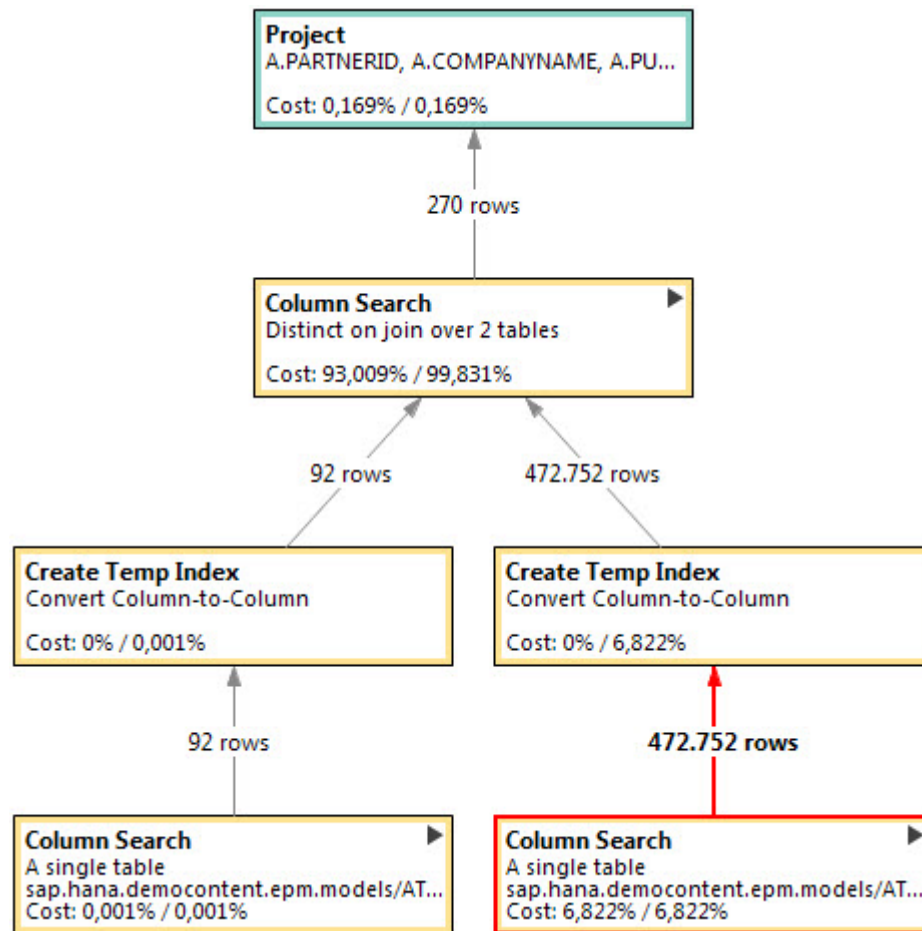 Project
A.PARTNERID, A.COMPANYNAME, A.PU...
Cost: 0,169% / 0,169%
270 rows
Column Search
Distinct on join over 2 tables
Cost: 93,009% / 99,831%
92 rows
472.752 rows
Create Temp Index
Convert Column-to-Column
Cost: 0% / 0,001%
Create Temp Index
Convert Column-to-Column
Cost: 0% / 6,822%
92 rows
472.752 rows
Column Search
A single table
sap.hana.democontent.epm.models/AT...
Cost: 0,001% / 0,001%
Column Search
A single table
sap.hana.democontent.epm.models/AT...
Cost: 6,822% / 6,822%